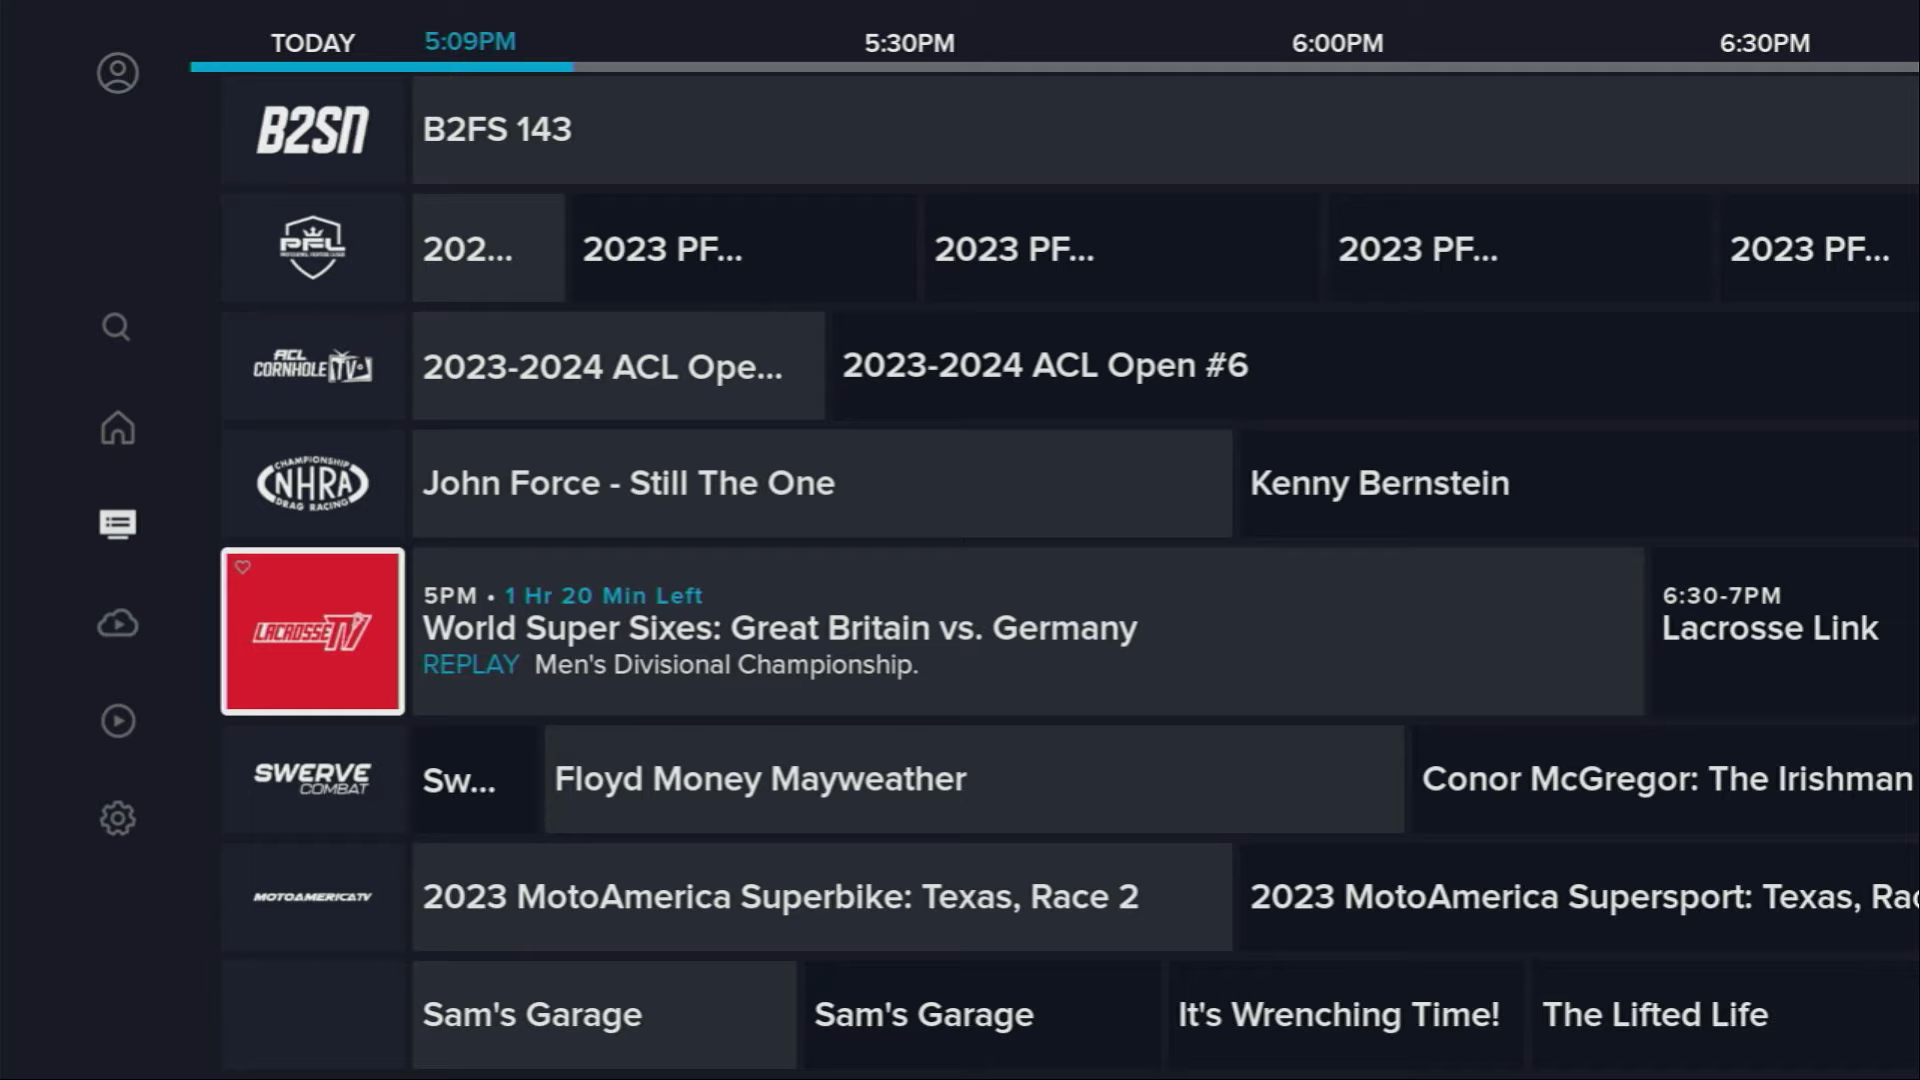 TODAY 5:09PM 5:30PM 6:00PM 6:30PM
B2SN B2FS 143
PFL 202... 2023 PF... 2023 PF... 2023 PF... 2023 PF...
ACL CORNHOLE TV 2023-2024 ACL Ope... 2023-2024 ACL Open #6
CHAMPIONSHIP NHRA DRAG RACING John Force - Still The One Kenny Bernstein
5PM • 1 Hr 20 Min Left 6:30-7PM
LACROSSE TV World Super Sixes: Great Britain vs. Germany Lacrosse Link
REPLAY Men's Divisional Championship.
SWERVE COMBAT Sw... Floyd Money Mayweather Conor McGregor: The Irishman
MOTOAMERICATV 2023 MotoAmerica Superbike: Texas, Race 2 2023 MotoAmerica Supersport: Texas, Rac
Sam's Garage Sam's Garage It's Wrenching Time! The Lifted Life